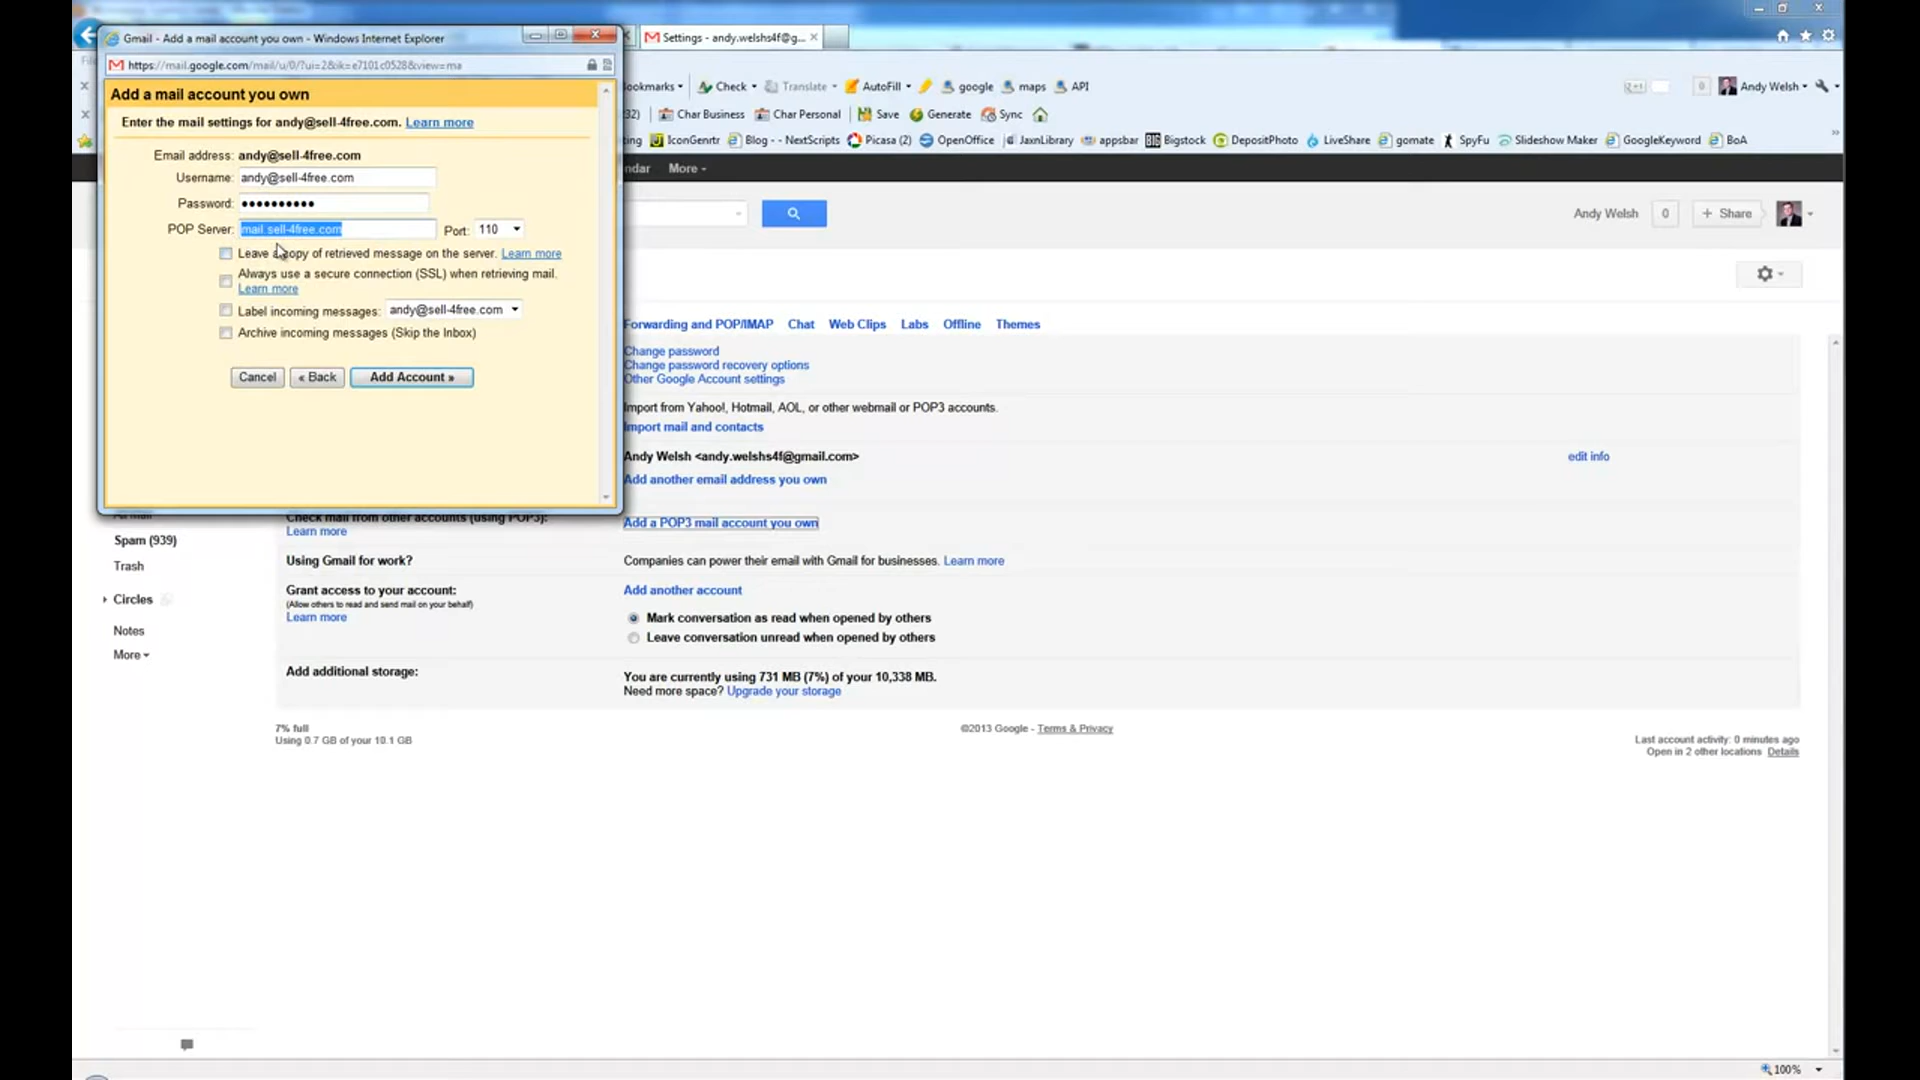 Gmail - Add a mail account you own - Windows Internet Explorer
Settings - andy.welshs4f@g...
https://mail.google.com/mail/u/0/?ui=2&ik=e7101c0528&view=ma
Add a mail account you own
ookmarks
Check
Translate
AutoFill
google
maps
API
Andy Welsh
Enter the mail settings for andy@sell-4free.com. Learn more
32)
Char Business
Char Personal
Save
Generate
Sync
ting
IconGenrtr
Blog - - NextScripts
Picasa (2)
OpenOffice
JaxnLibrary
appsbar
Bigstock
DepositPhoto
LiveShare
gomate
SpyFu
Slideshow Maker
GoogleKeyword
BoA
Email address: andy@sell-4free.com
ndar
More
Username: andy@sell-4free.com
Password: ••••••••••
Andy Welsh
0
+ Share
POP Server: mail.sell-4free.com Port: 110
Leave a copy of retrieved message on the server. Learn more
Always use a secure connection (SSL) when retrieving mail.
Learn more
Label incoming messages: andy@sell-4free.com
Archive incoming messages (Skip the Inbox)
Cancel
« Back
Add Account »
Forwarding and POP/IMAP
Chat
Web Clips
Labs
Offline
Themes
Change password
Change password recovery options
Other Google Account settings
Import from Yahoo!, Hotmail, AOL, or other webmail or POP3 accounts.
Import mail and contacts
Andy Welsh <andy.welshs4f@gmail.com>
edit info
Add another email address you own
Check mail from other accounts (using POP3):
Learn more
Add a POP3 mail account you own
Spam (939)
Trash
Circles
Notes
More
Using Gmail for work?
Companies can power their email with Gmail for businesses. Learn more
Grant access to your account:
(Allow others to read and send mail on your behalf)
Learn more
Add another account
Mark conversation as read when opened by others
Leave conversation unread when opened by others
Add additional storage:
You are currently using 731 MB (7%) of your 10,338 MB.
Need more space? Upgrade your storage
7% full
Using 0.7 GB of your 10.1 GB
©2013 Google - Terms & Privacy
Last account activity: 0 minutes ago
Open in 2 other locations Details
100%